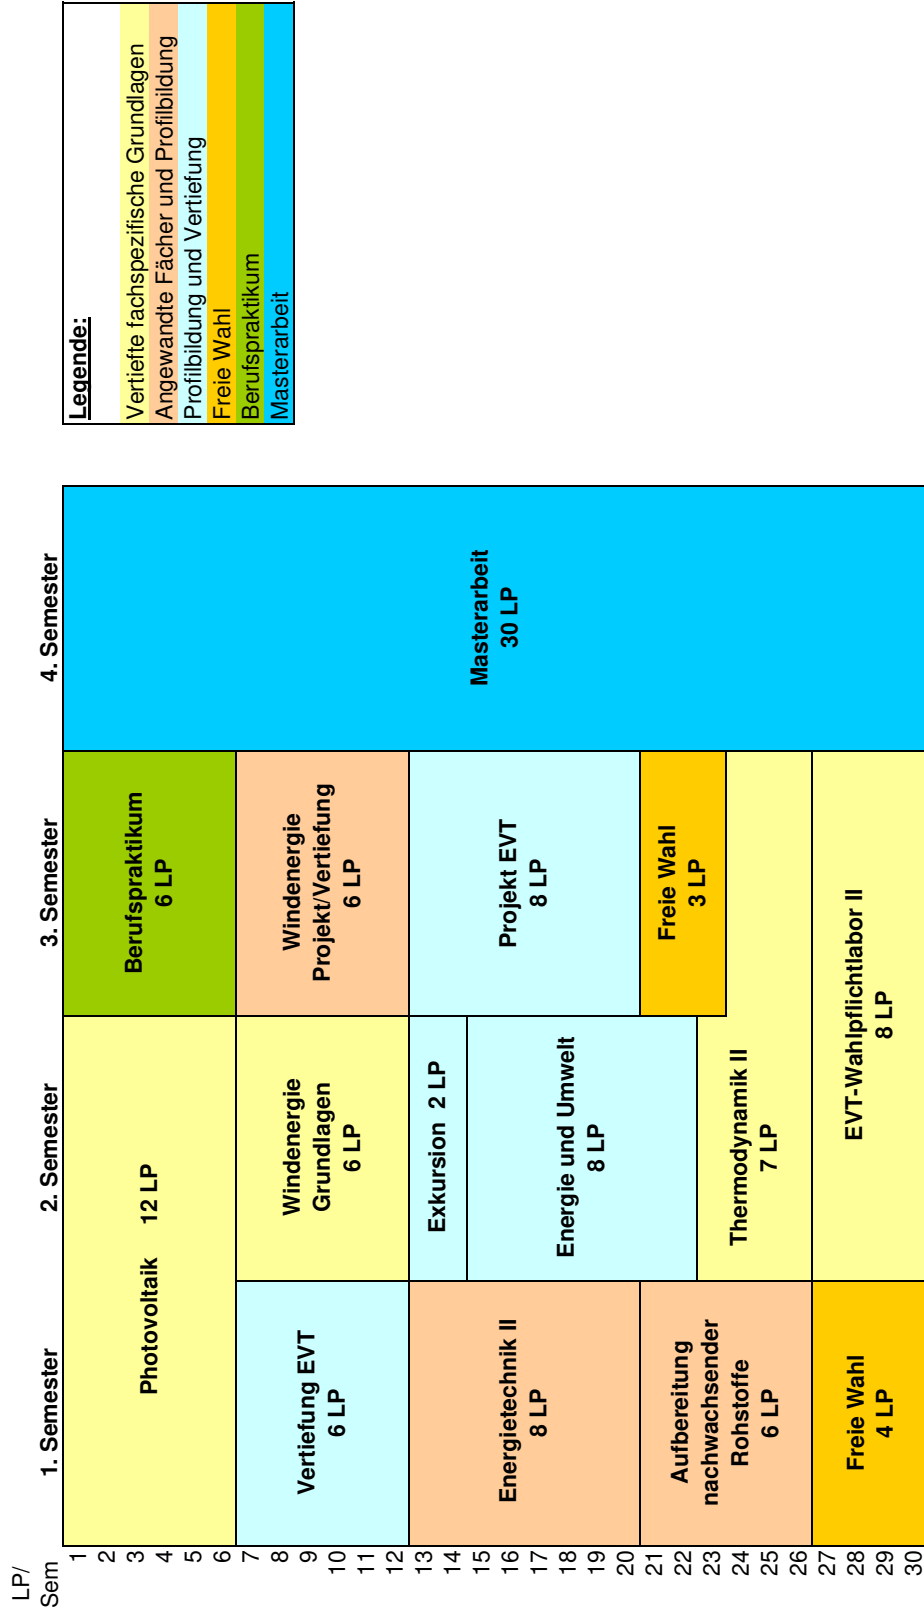 LP/
Sem
1. Semester
2. Semester
3. Semester
4. Semester
1
2
3
4
5
6
7
8
9
10
11
12
13
14
15
16
17
18
19
20
21
22
23
24
25
26
27
28
29
30
Photovoltaik 12 LP
Berufspraktikum
6 LP
Vertiefung EVT
6 LP
Windenergie
Grundlagen
6 LP
Windenergie
Projekt/Vertiefung
6 LP
Energietechnik II
8 LP
Exkursion 2 LP
Energie und Umwelt
8 LP
Projekt EVT
8 LP
Aufbereitung
nachwachsender
Rohstoffe
6 LP
Thermodynamik II
7 LP
Freie Wahl
3 LP
Freie Wahl
4 LP
EVT-Wahlpflichtlabor II
8 LP
Masterarbeit
30 LP
Legende:
Vertiefte fachspezifische Grundlagen
Angewandte Fächer und Profilbildung
Profilbildung und Vertiefung
Freie Wahl
Berufspraktikum
Masterarbeit